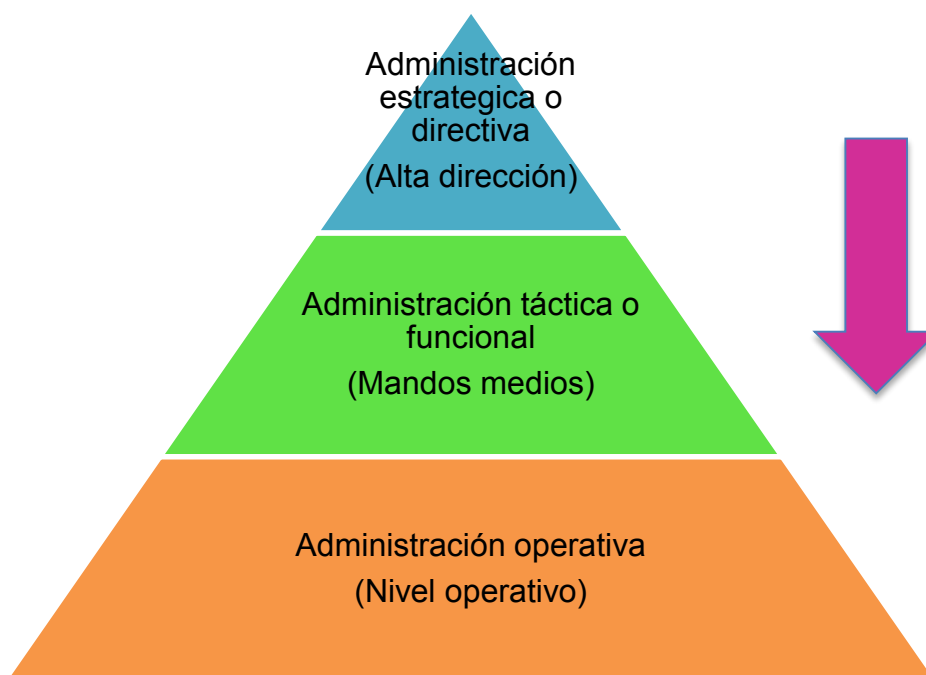 Administración
estrategica o
directiva
(Alta dirección)
Administración táctica o
funcional
(Mandos medios)
Administración operativa
(Nivel operativo)